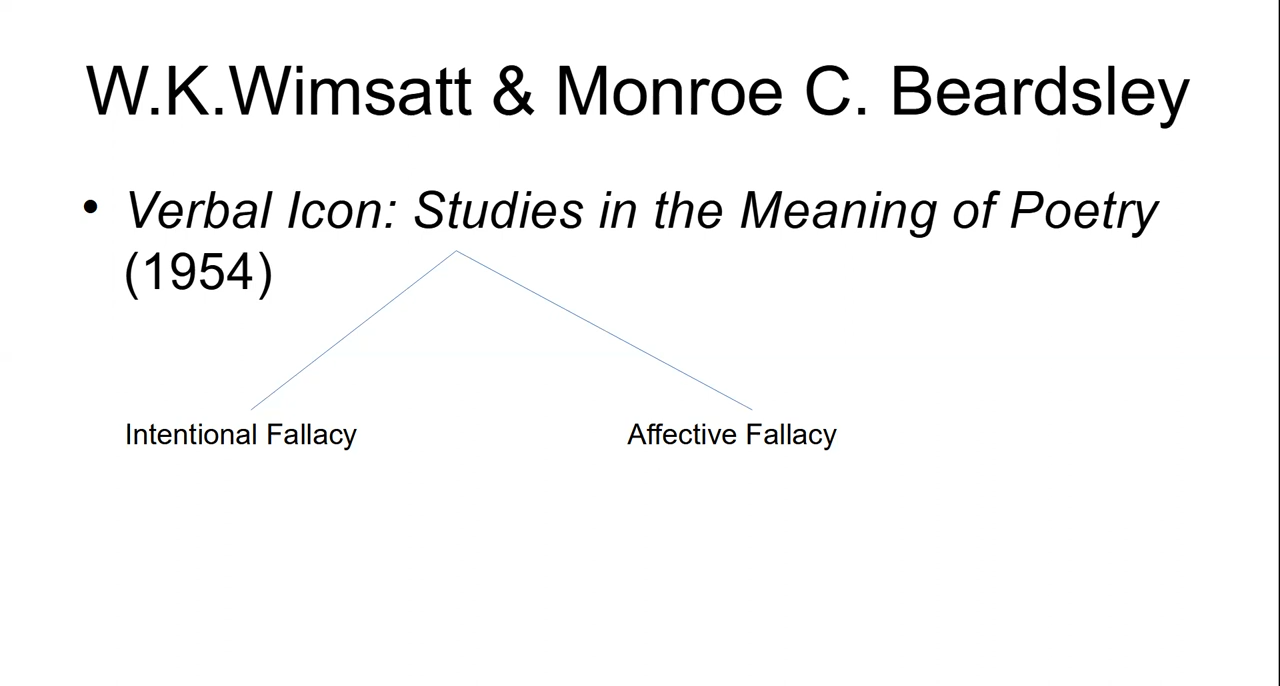 W.K.Wimsatt & Monroe C. Beardsley
• Verbal Icon: Studies in the Meaning of Poetry
(1954)
Intentional Fallacy
Affective Fallacy